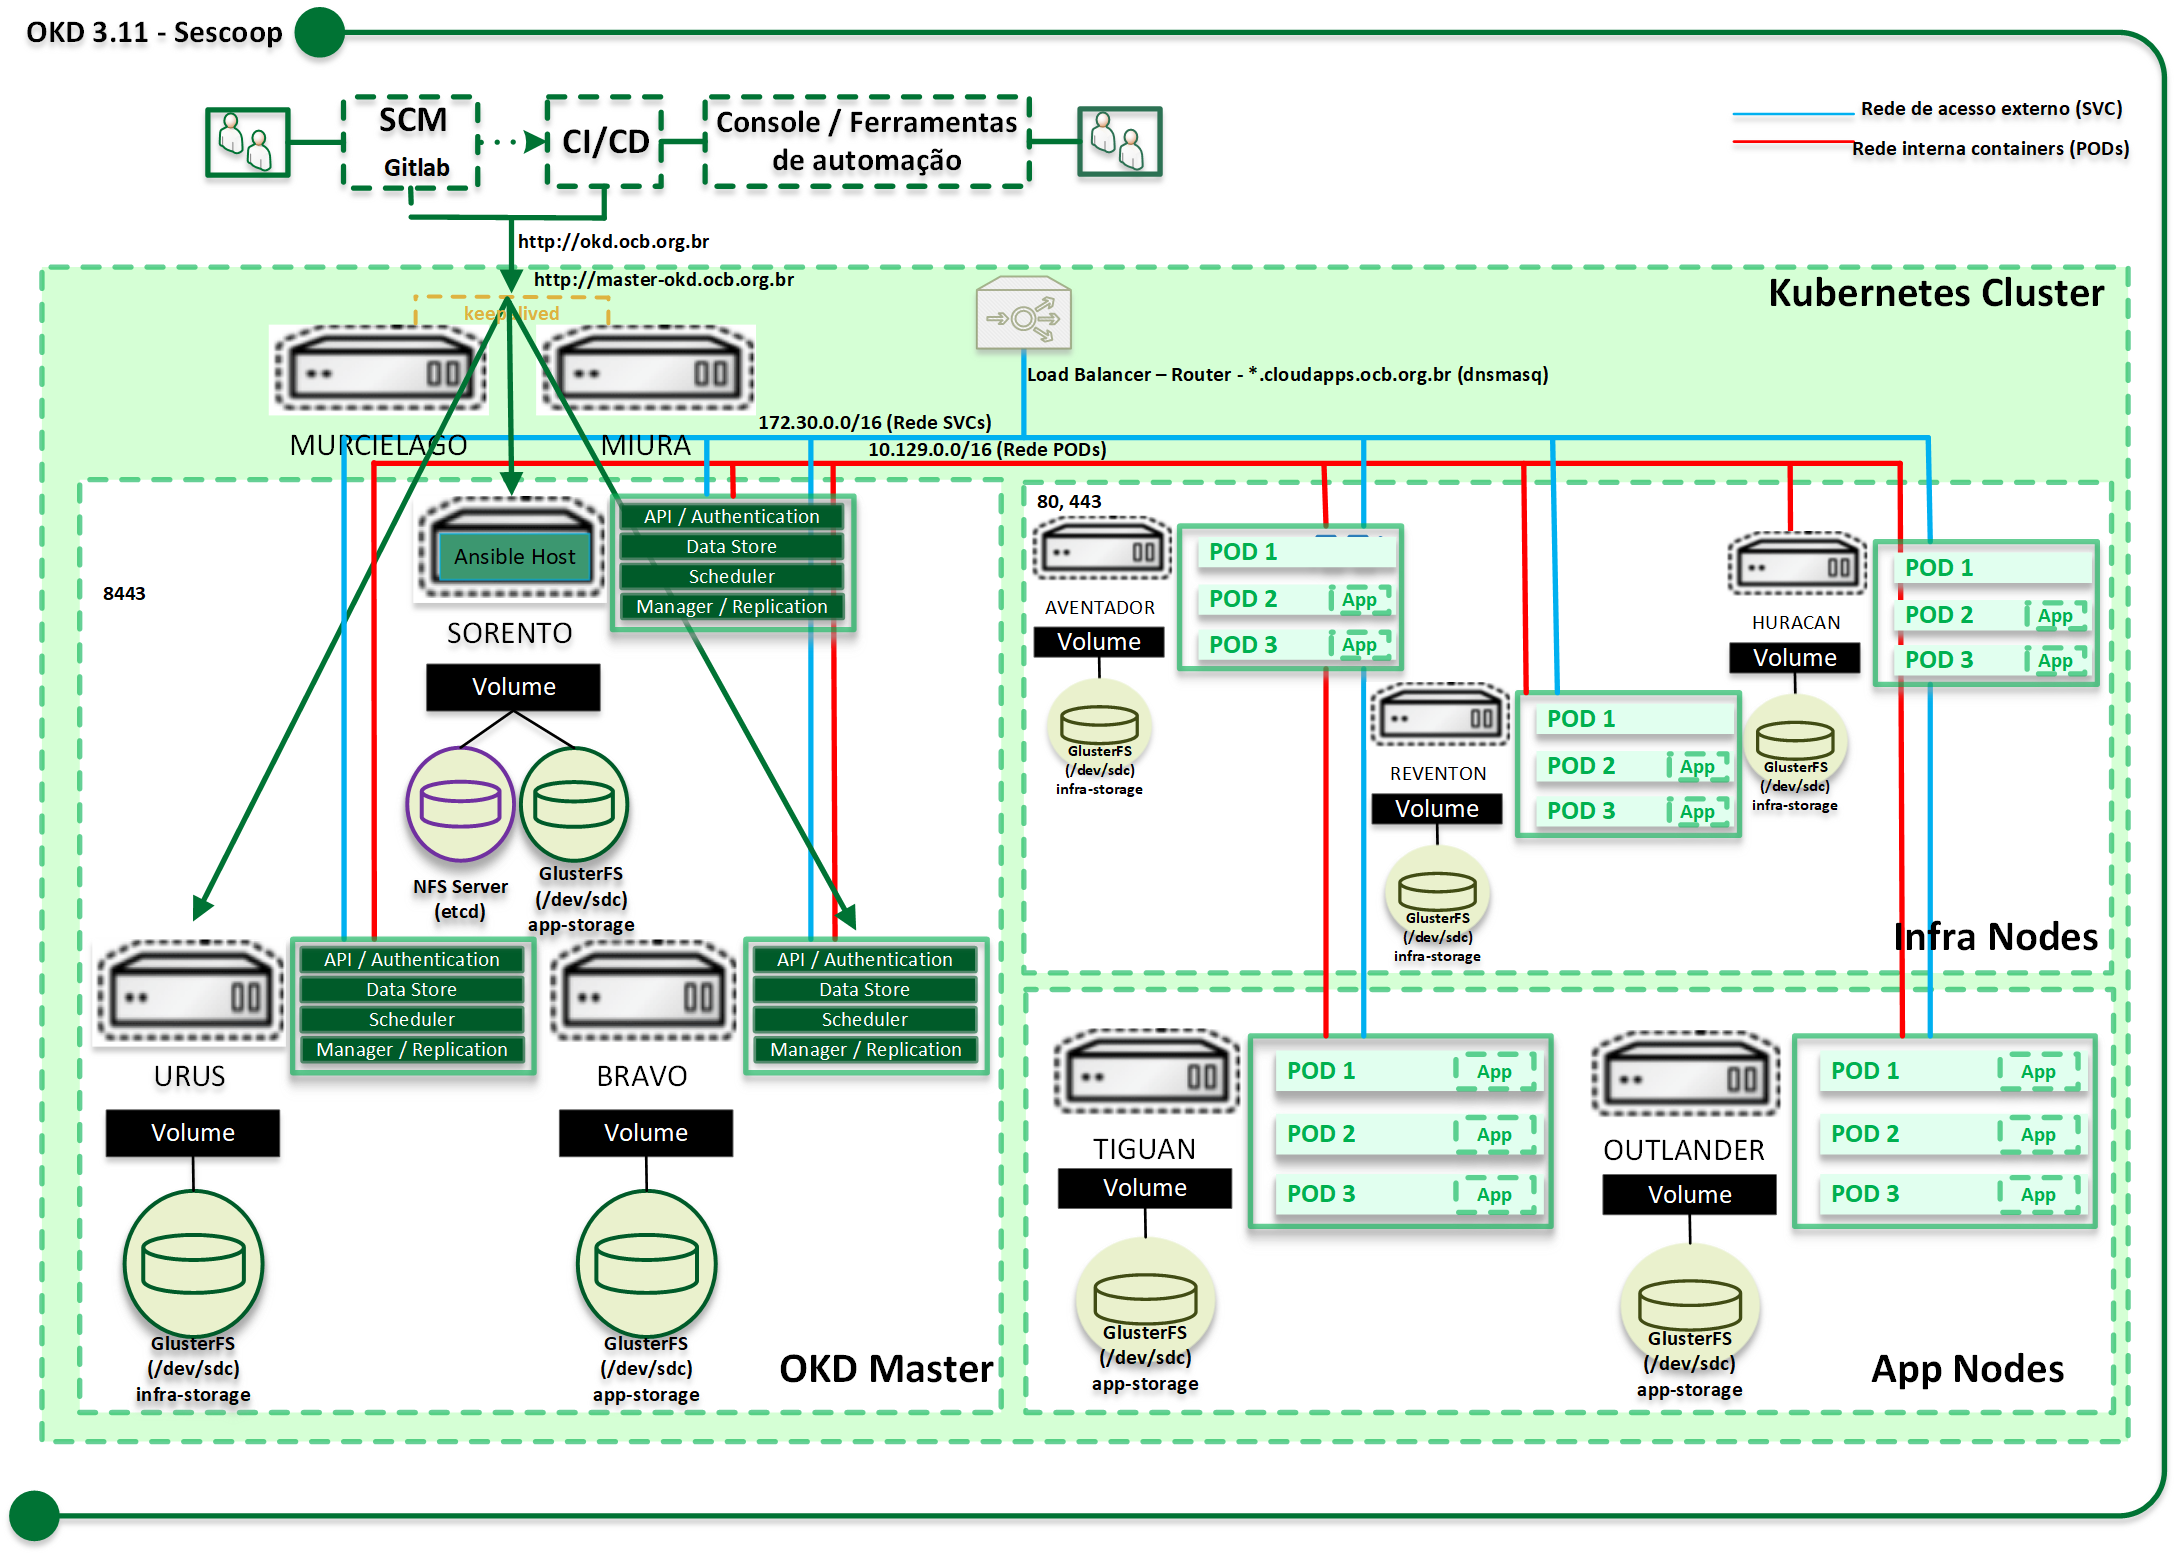 OKD 3.11 - Sescoop
SCM
Gitlab
CI/CD
Console / Ferramentas
de automação
Rede de acesso externo (SVC)
Rede interna containers (PODs)
http://okd.ocb.org.br
http://master-okd.ocb.org.br
keepalived
Kubernetes Cluster
Load Balancer – Router - *.cloudapps.ocb.org.br (dnsmasq)
MURCIELAGO
MIURA
172.30.0.0/16 (Rede SVCs)
10.129.0.0/16 (Rede PODs)
8443
Ansible Host
SORENTO
API / Authentication
Data Store
Scheduler
Manager / Replication
Volume
NFS Server
(etcd)
GlusterFS
(/dev/sdc)
app-storage
URUS
API / Authentication
Data Store
Scheduler
Manager / Replication
Volume
GlusterFS
(/dev/sdc)
infra-storage
BRAVO
API / Authentication
Data Store
Scheduler
Manager / Replication
Volume
GlusterFS
(/dev/sdc)
app-storage
OKD Master
80, 443
AVENTADOR
Volume
GlusterFS
(/dev/sdc)
infra-storage
POD 1
POD 2 App
POD 3 App
REVENTON
Volume
GlusterFS
(/dev/sdc)
infra-storage
POD 1
POD 2 App
POD 3 App
HURACAN
Volume
GlusterFS
(/dev/sdc)
infra-storage
POD 1
POD 2 App
POD 3 App
Infra Nodes
TIGUAN
Volume
GlusterFS
(/dev/sdc)
app-storage
POD 1 App
POD 2 App
POD 3 App
OUTLANDER
Volume
GlusterFS
(/dev/sdc)
app-storage
POD 1 App
POD 2 App
POD 3 App
App Nodes